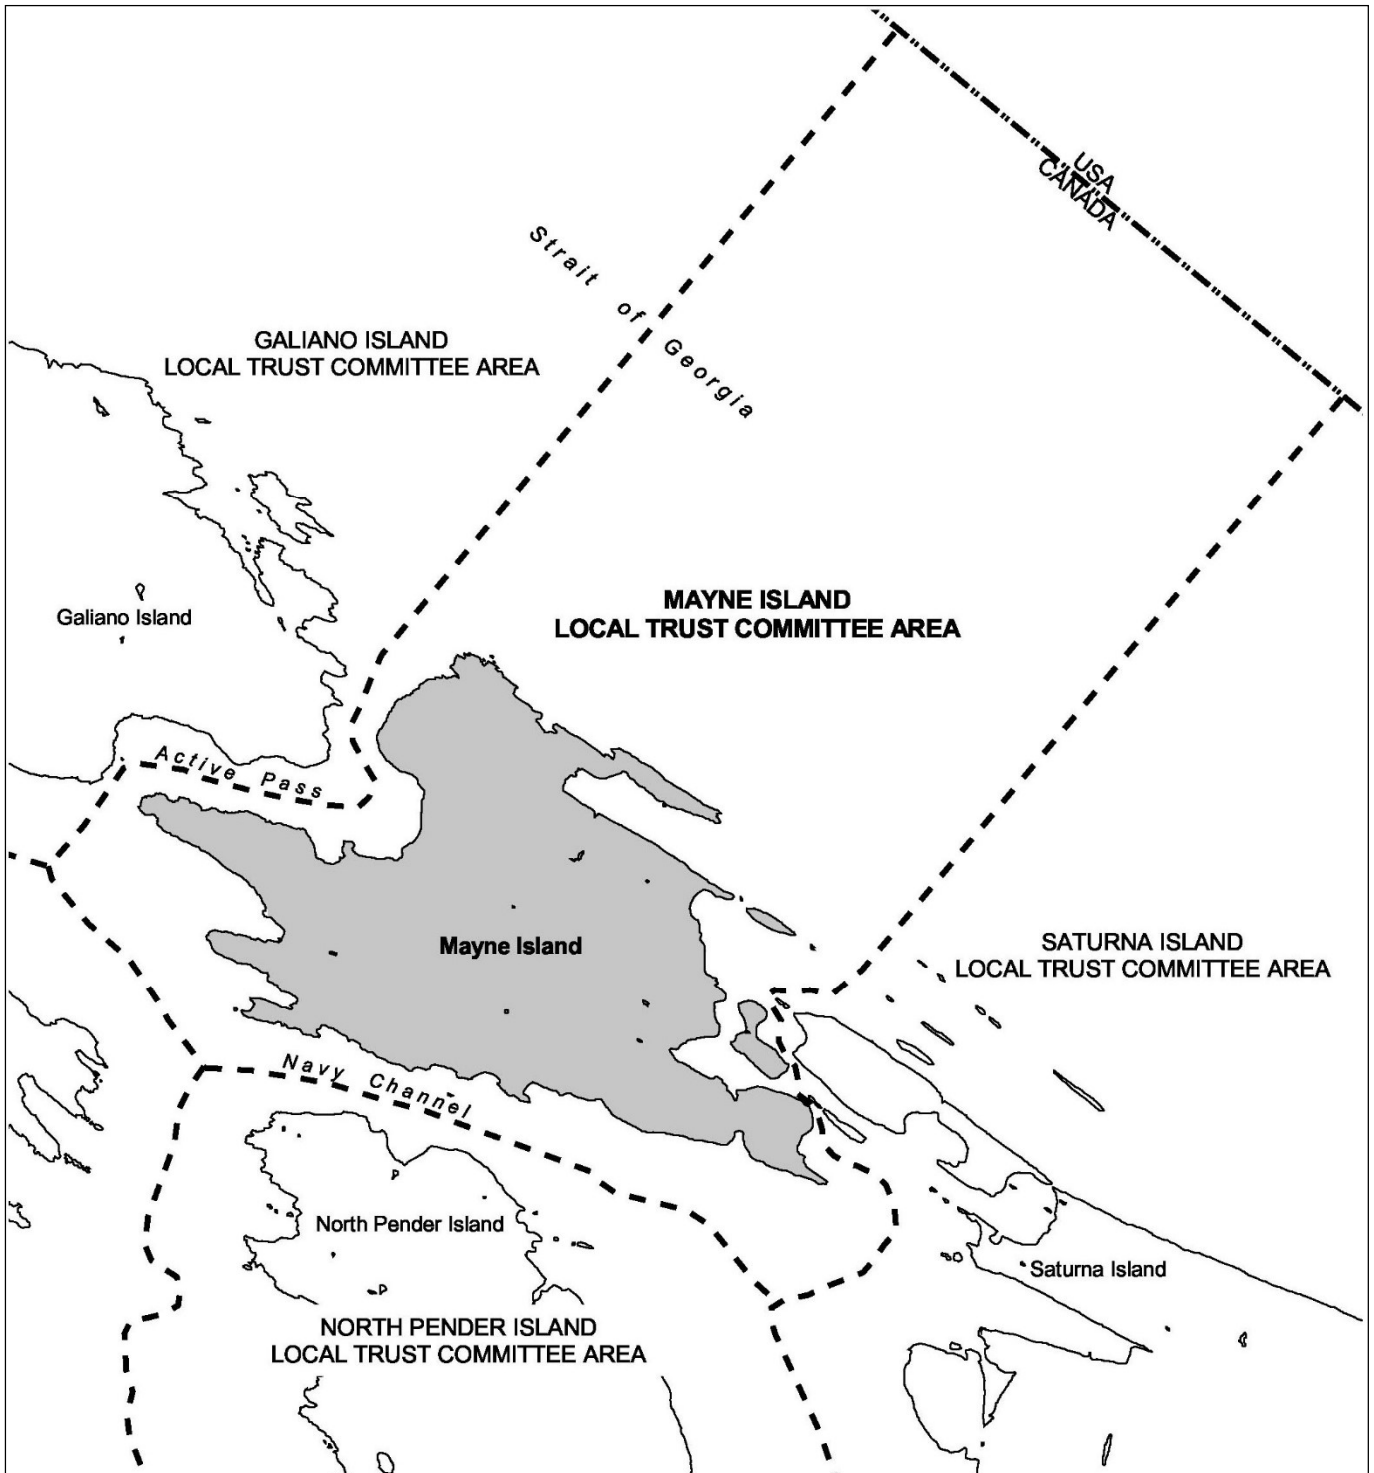 USA
CANADA
Strait of Georgia
GALIANO ISLAND
LOCAL TRUST COMMITTEE AREA
MAYNE ISLAND
LOCAL TRUST COMMITTEE AREA
Galiano Island
Active Pass
Mayne Island
SATURNA ISLAND
LOCAL TRUST COMMITTEE AREA
Navy Channel
North Pender Island
Saturna Island
NORTH PENDER ISLAND
LOCAL TRUST COMMITTEE AREA